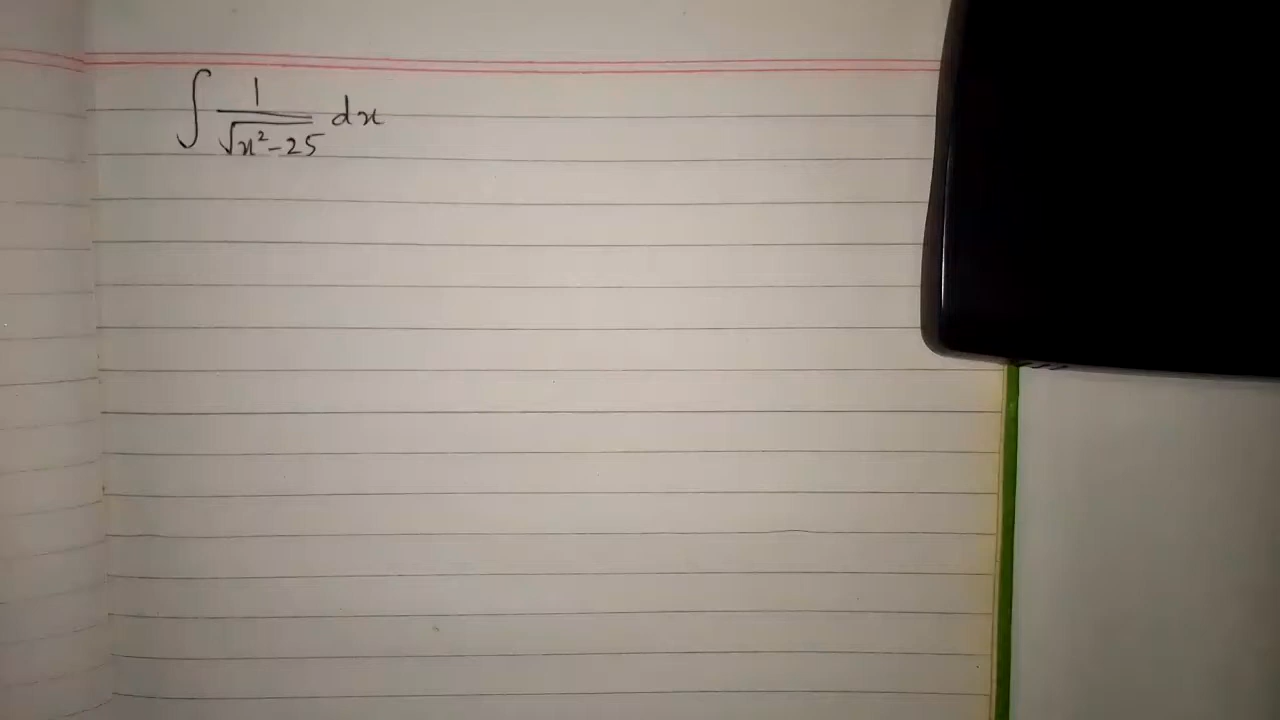 ∫ 1/√(x²-25) dx